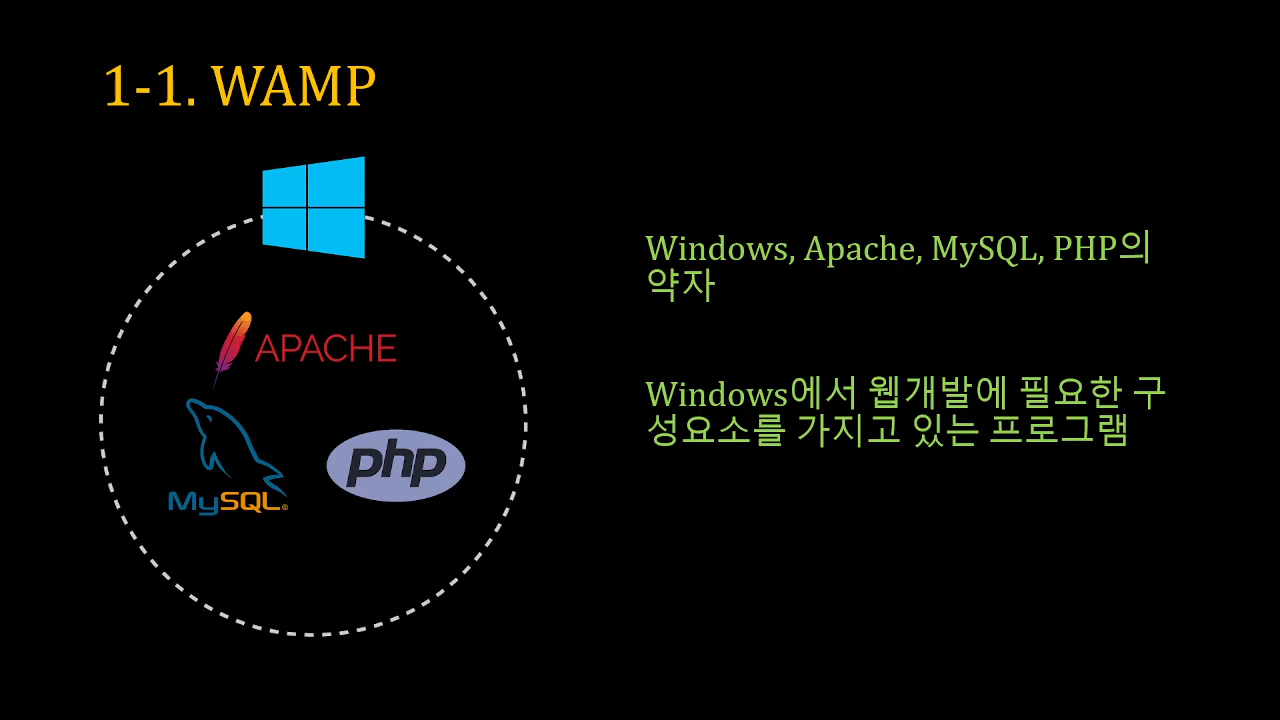 1-1. WAMP
Windows, Apache, MySQL, PHP의
약자
APACHE
Windows에서 웹개발에 필요한 구
성요소를 가지고 있는 프로그램
php
MySQL®